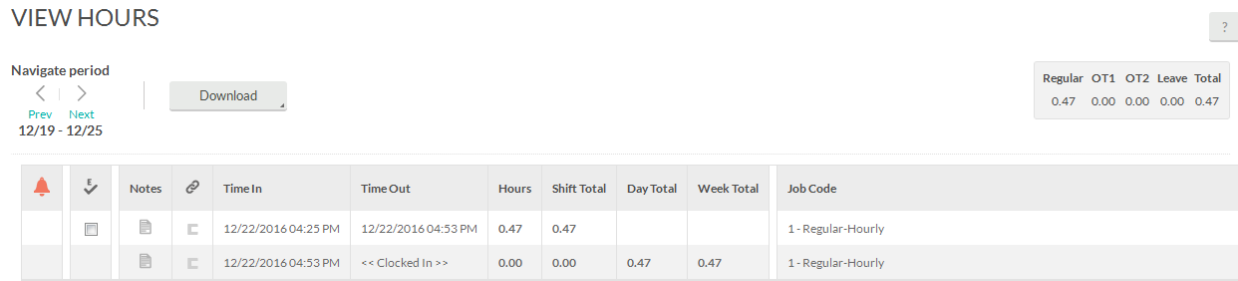 VIEW HOURS
?
Navigate period
Prev Next
12/19 - 12/25
Download
Regular OT1 OT2 Leave Total
0.47 0.00 0.00 0.00 0.47
E Notes Time In Time Out Hours Shift Total Day Total Week Total Job Code
12/22/2016 04:25 PM 12/22/2016 04:53 PM 0.47 0.47 1 - Regular-Hourly
12/22/2016 04:53 PM << Clocked In >> 0.00 0.00 0.47 0.47 1 - Regular-Hourly